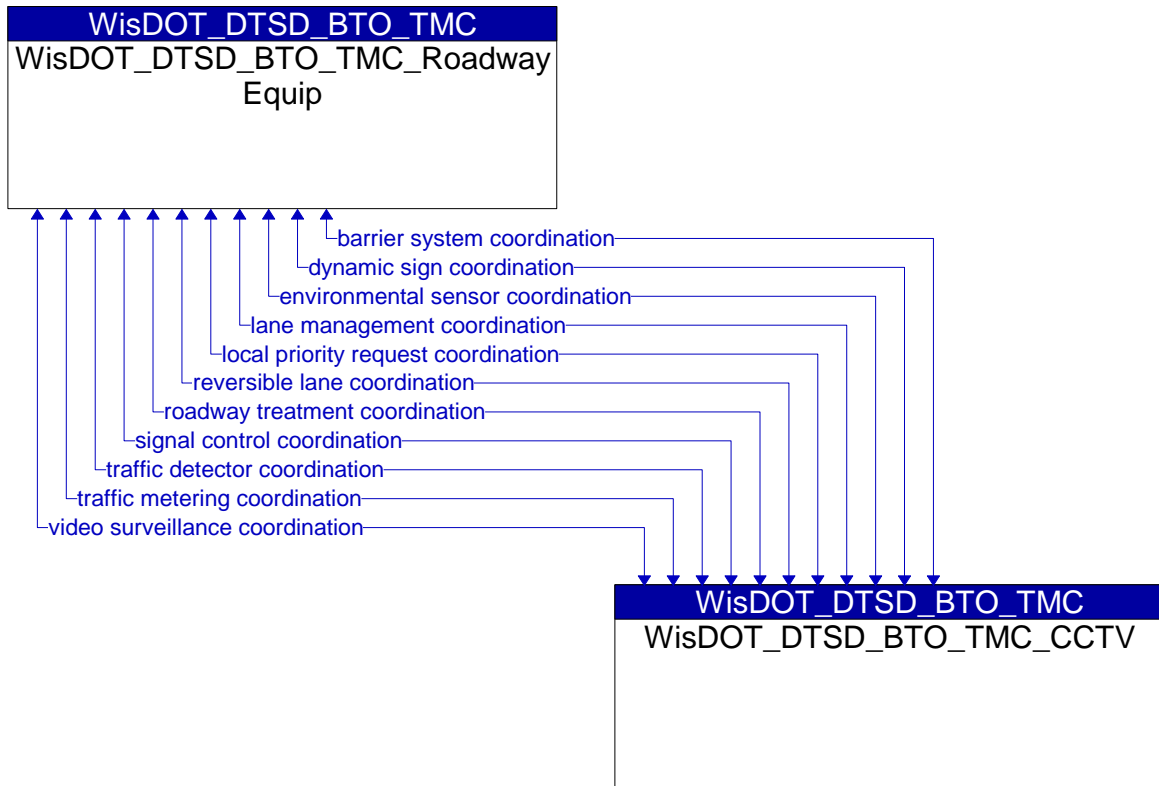 WisDOT_DTSD_BTO_TMC
WisDOT_DTSD_BTO_TMC_Roadway
Equip
barrier system coordination
dynamic sign coordination
environmental sensor coordination
lane management coordination
local priority request coordination
reversible lane coordination
roadway treatment coordination
signal control coordination
traffic detector coordination
traffic metering coordination
video surveillance coordination
WisDOT_DTSD_BTO_TMC
WisDOT_DTSD_BTO_TMC_CCTV